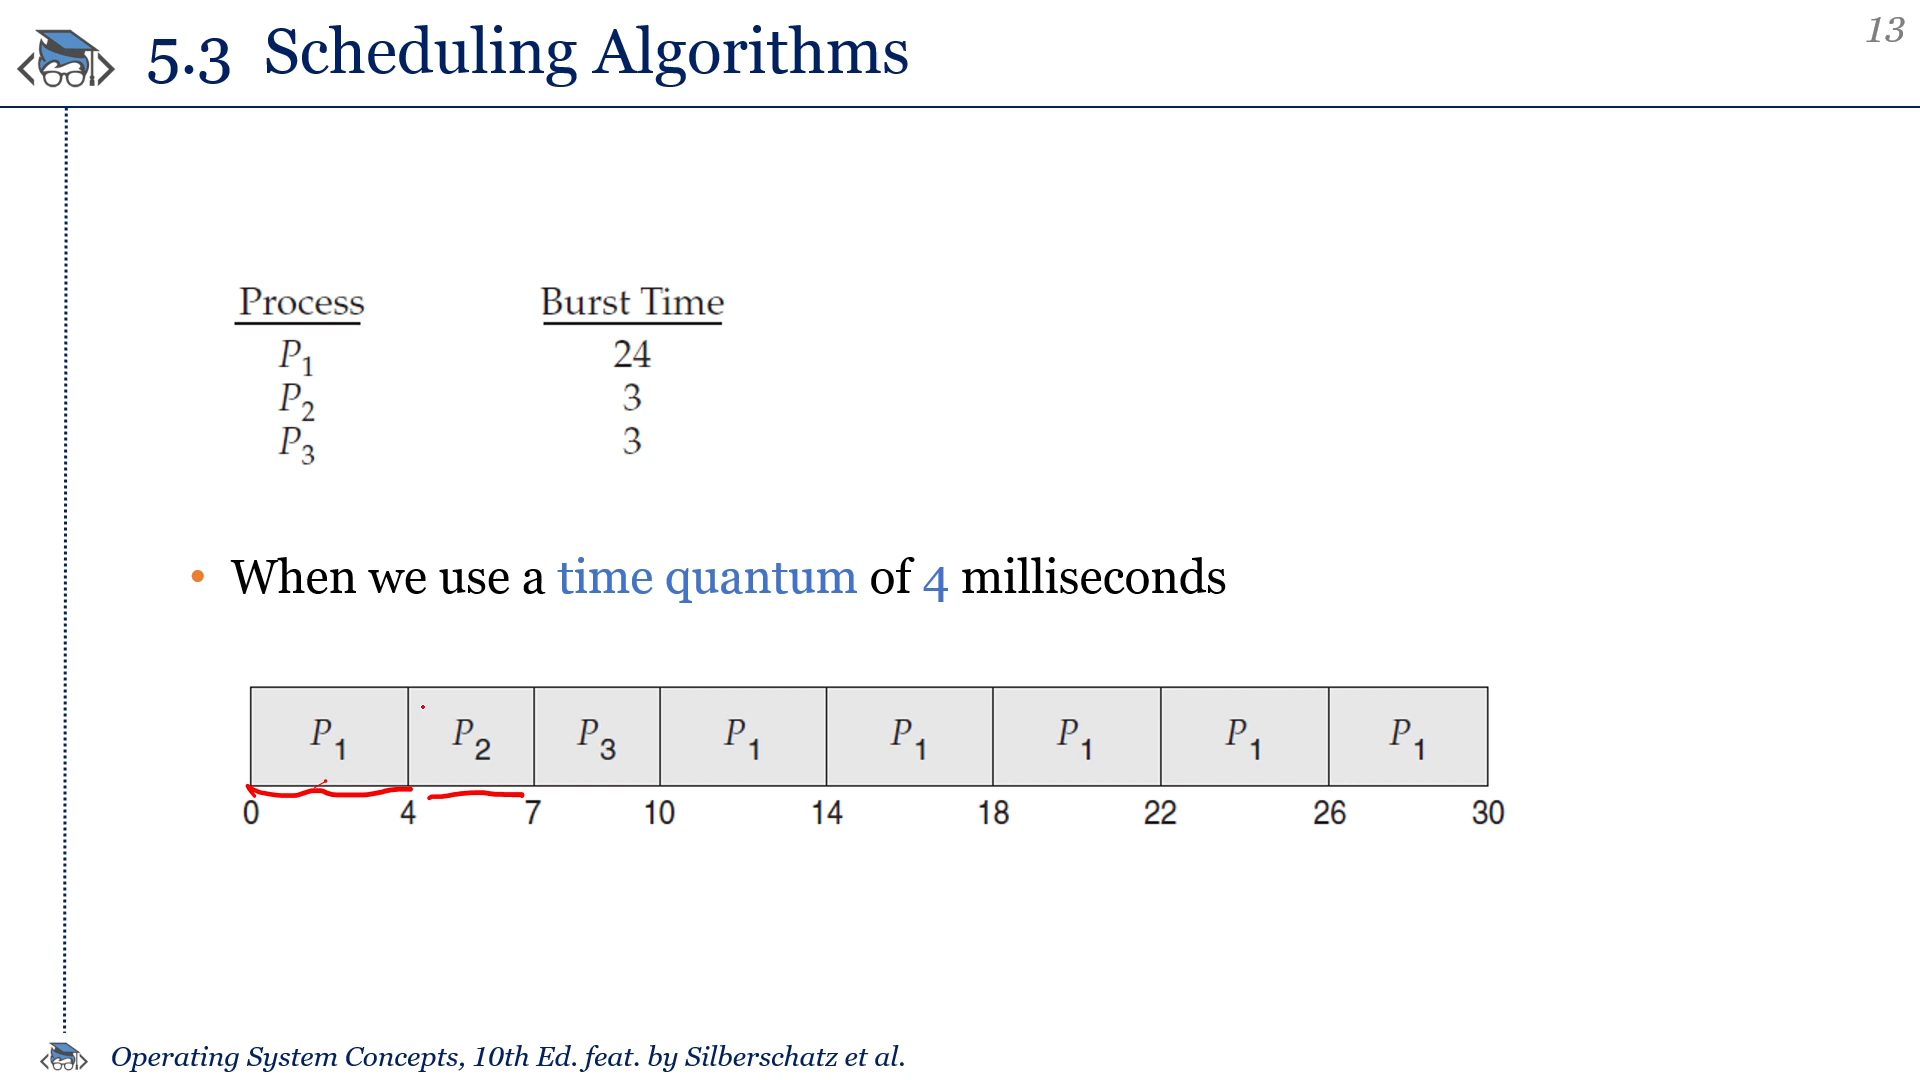 13
5.3 Scheduling Algorithms
Process Burst Time
P1 24
P2 3
P3 3
• When we use a time quantum of 4 milliseconds
P1 P2 P3 P1 P1 P1 P1 P1
0 4 7 10 14 18 22 26 30
Operating System Concepts, 10th Ed. feat. by Silberschatz et al.